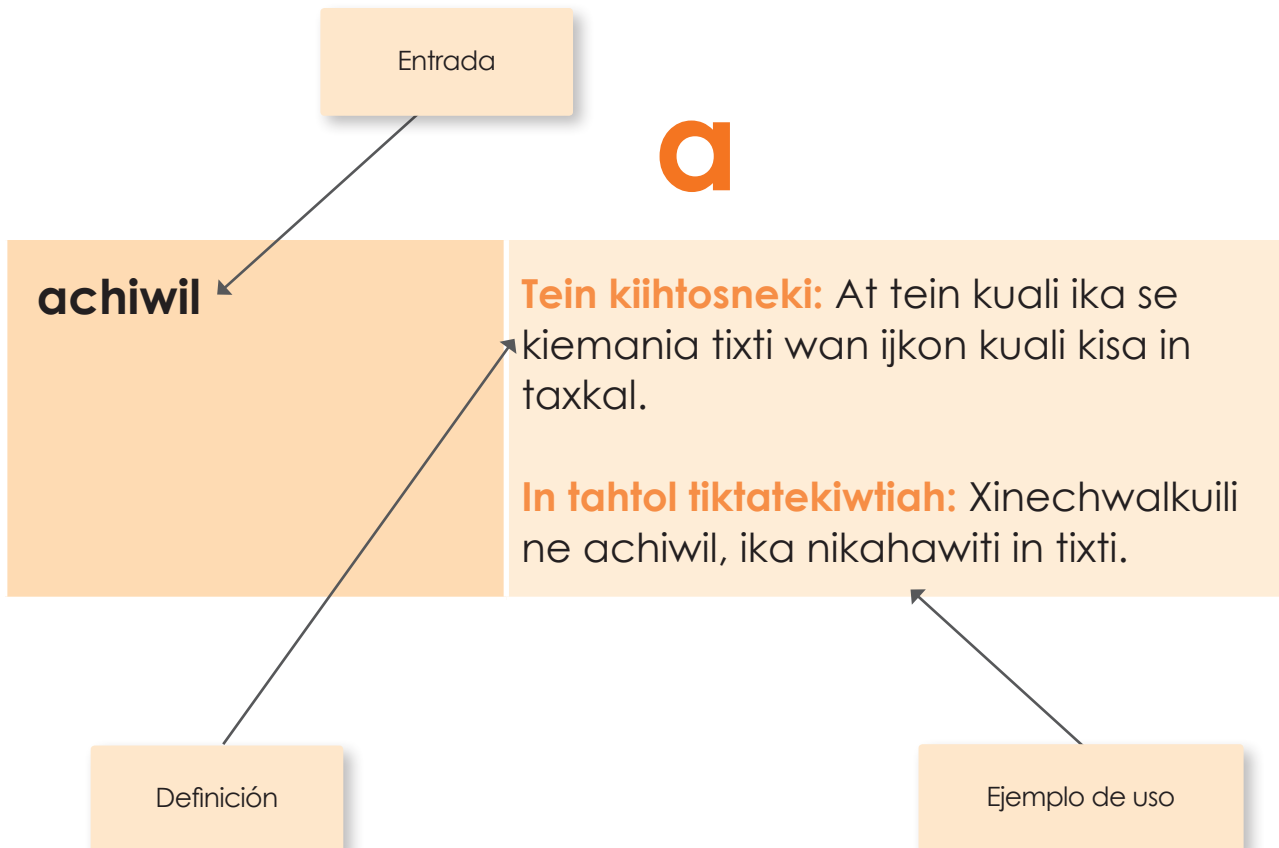 Entrada
a
achiwil
Tein kiihtosneki: At tein kuali ika se
kiemania tixti wan ijkon kuali kisa in
taxkal.
In tahtol tiktatekiwtiah: Xinechwalkuili
ne achiwil, ika nikahawiti in tixti.
Definición
Ejemplo de uso